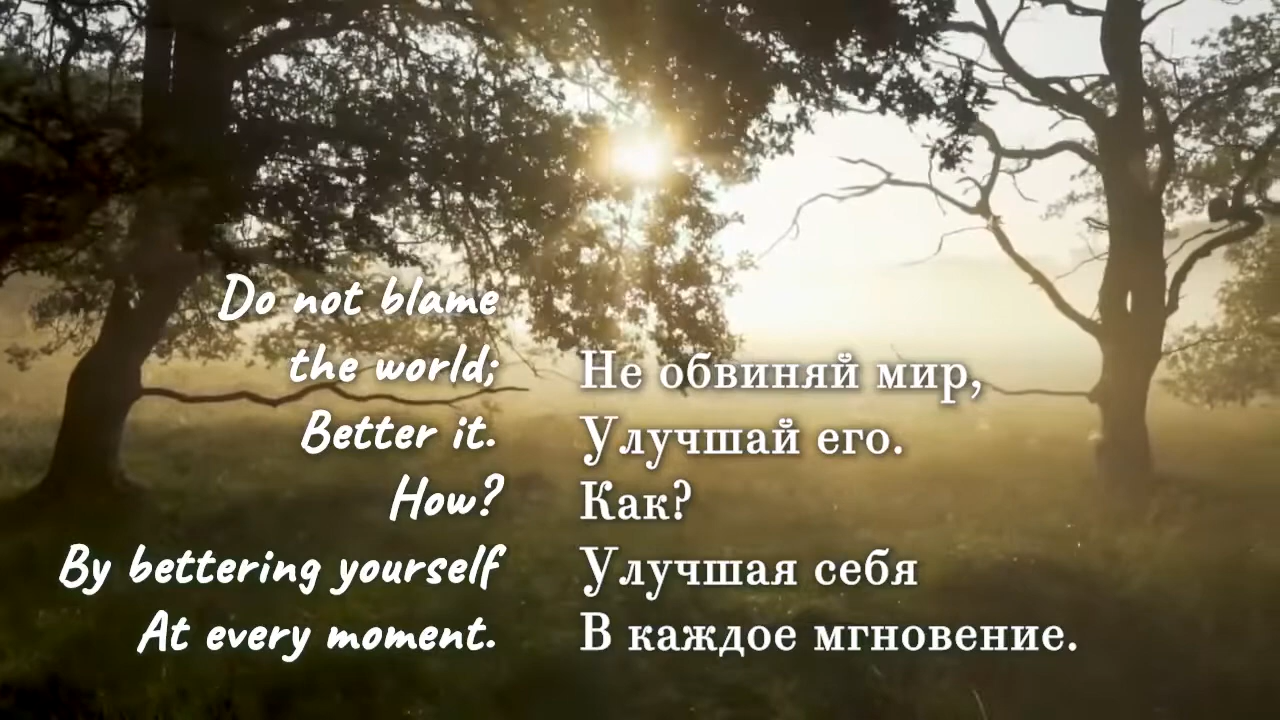 Do not blame
the world;
Better it.
How?
By bettering yourself
At every moment.
Не обвиняй мир,
Улучшай его.
Как?
Улучшая себя
В каждое мгновение.